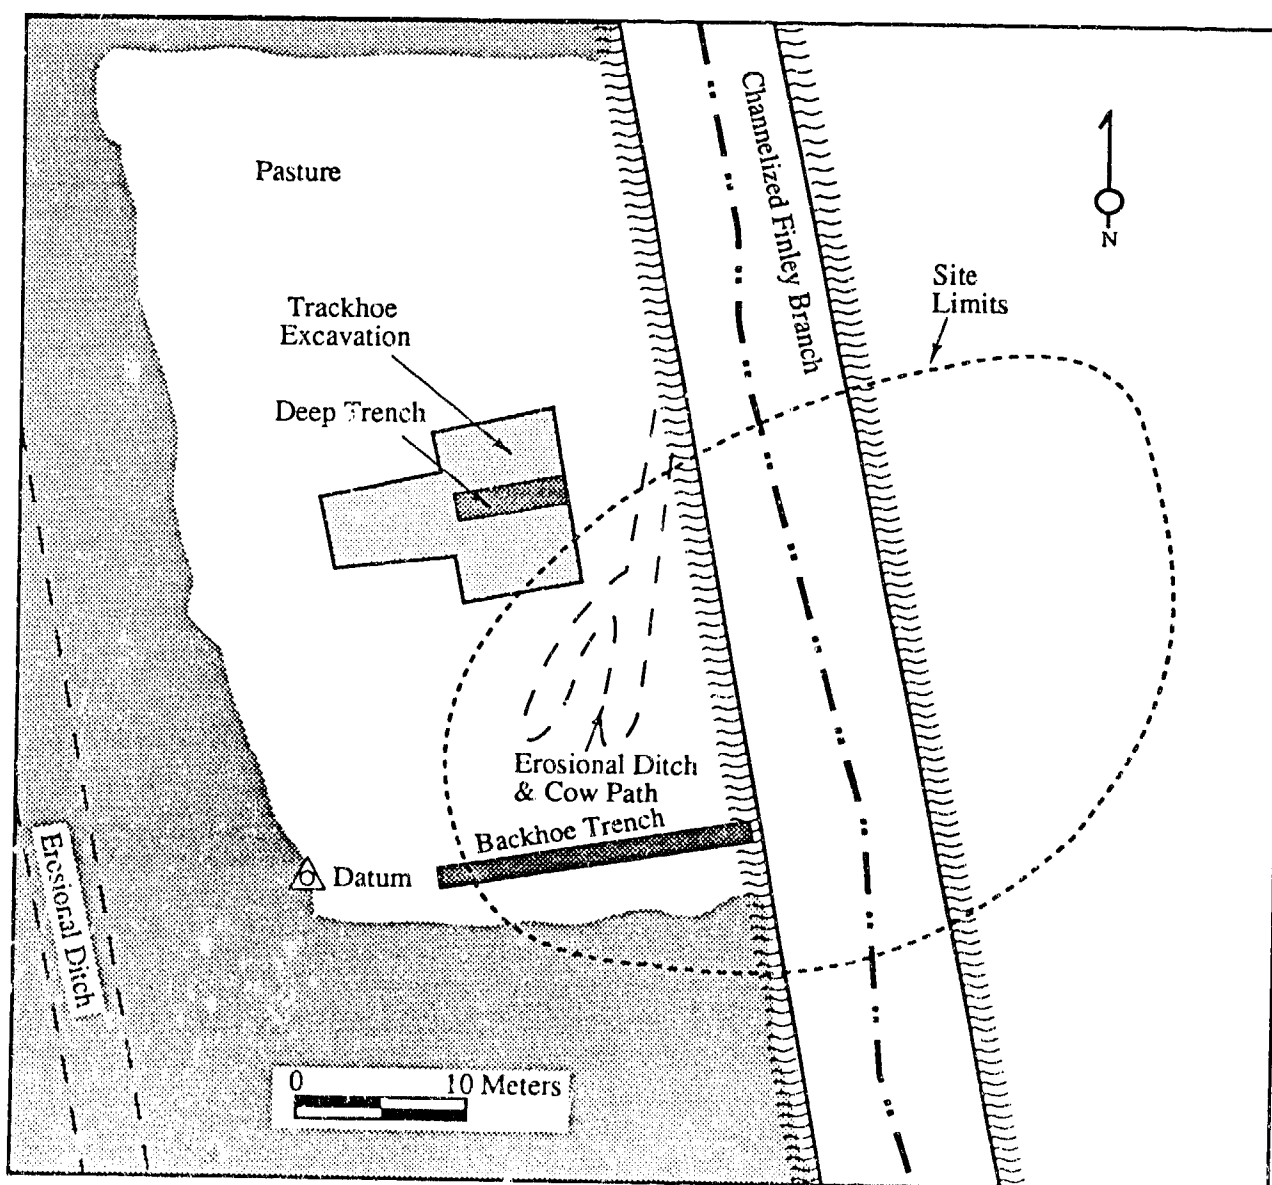 Pasture
Channelized Finley Branch
N
Site
Limits
Trackhoe
Excavation
Deep Trench
Erosional Ditch
& Cow Path
Backhoe Trench
Datum
Erosional Ditch
0 10 Meters